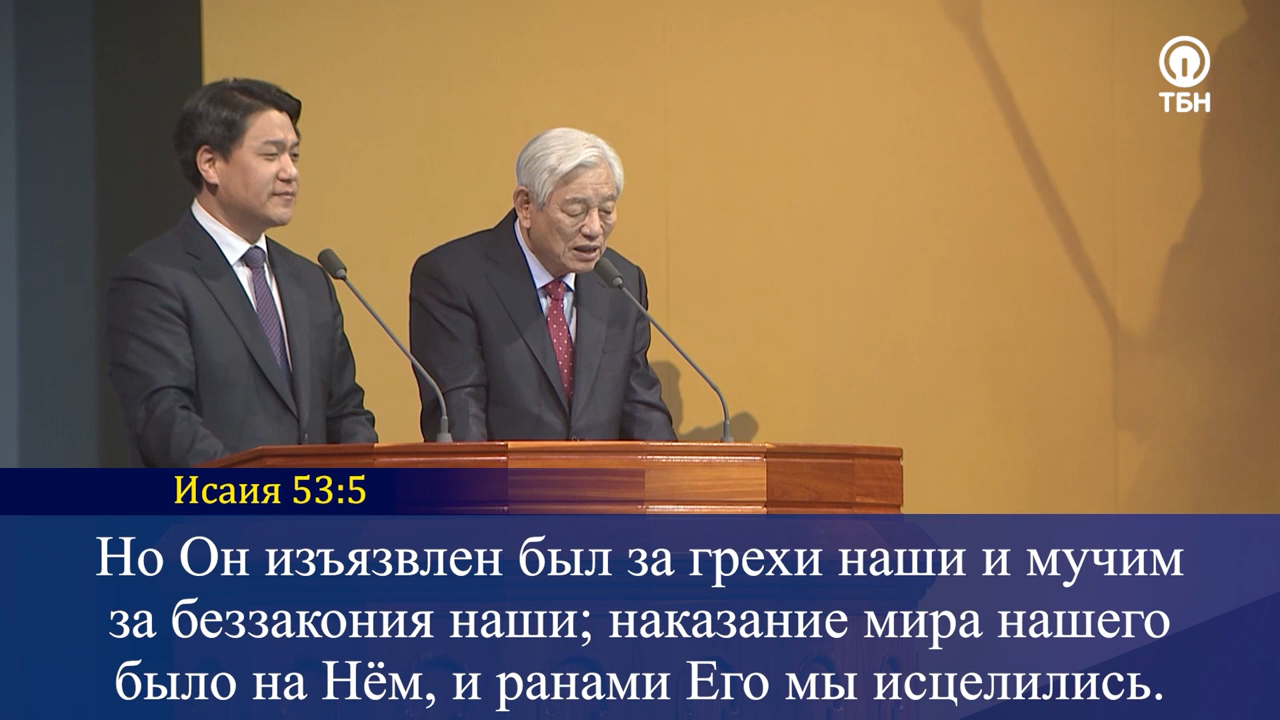 ТБН
Исаия 53:5
Но Он изъязвлен был за грехи наши и мучим
за беззакония наши; наказание мира нашего
было на Нём, и ранами Его мы исцелились.